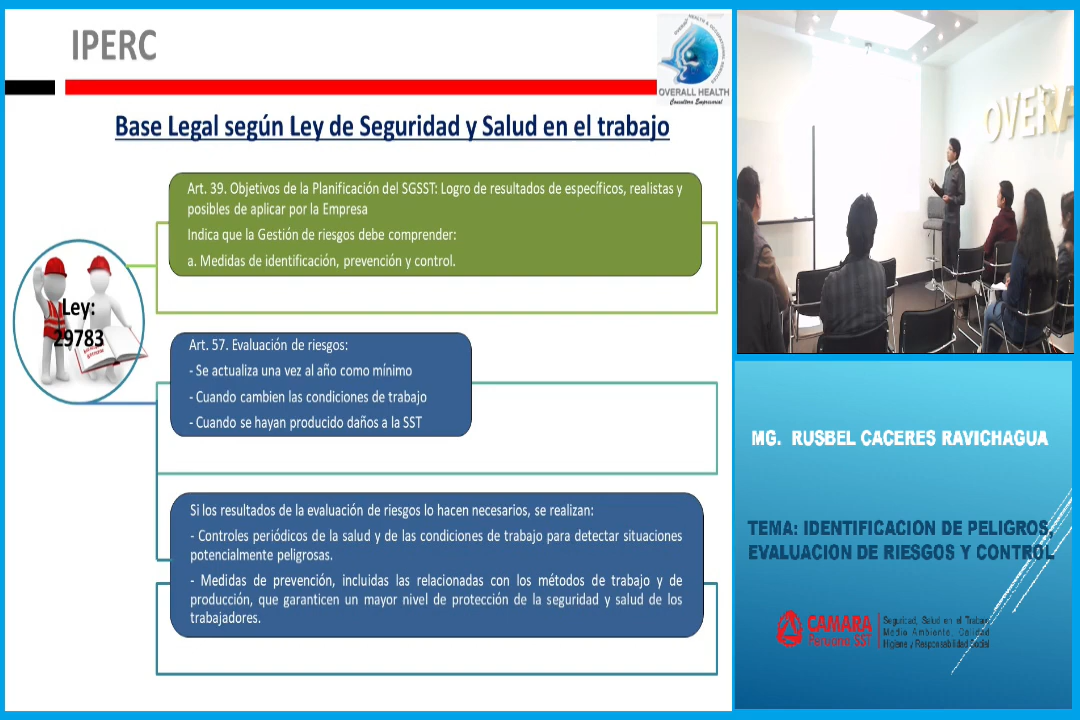 IPERC
OVERALL HEALTH & OCCUPATIONAL SERVICES
OVERALL HEALTH
Consultora Empresarial
Base Legal según Ley de Seguridad y Salud en el trabajo
Art. 39. Objetivos de la Planificación del SGSST: Logro de resultados de específicos, realistas y
posibles de aplicar por la Empresa
Indica que la Gestión de riesgos debe comprender:
a. Medidas de identificación, prevención y control.
Ley:
29783
Art. 57. Evaluación de riesgos:
- Se actualiza una vez al año como mínimo
- Cuando cambien las condiciones de trabajo
- Cuando se hayan producido daños a la SST
Si los resultados de la evaluación de riesgos lo hacen necesarios, se realizan:
- Controles periódicos de la salud y de las condiciones de trabajo para detectar situaciones
potencialmente peligrosas.
- Medidas de prevención, incluidas las relacionadas con los métodos de trabajo y de
producción, que garanticen un mayor nivel de protección de la seguridad y salud de los
trabajadores.
OVERA
MG. RUSBEL CACERES RAVICHAGUA
TEMA: IDENTIFICACION DE PELIGROS,
EVALUACION DE RIESGOS Y CONTROL
CAMARA
Peruana SST
Seguridad, Salud en el Trabajo
Medio Ambiente, Calidad
Higiene y Responsabilidad Social